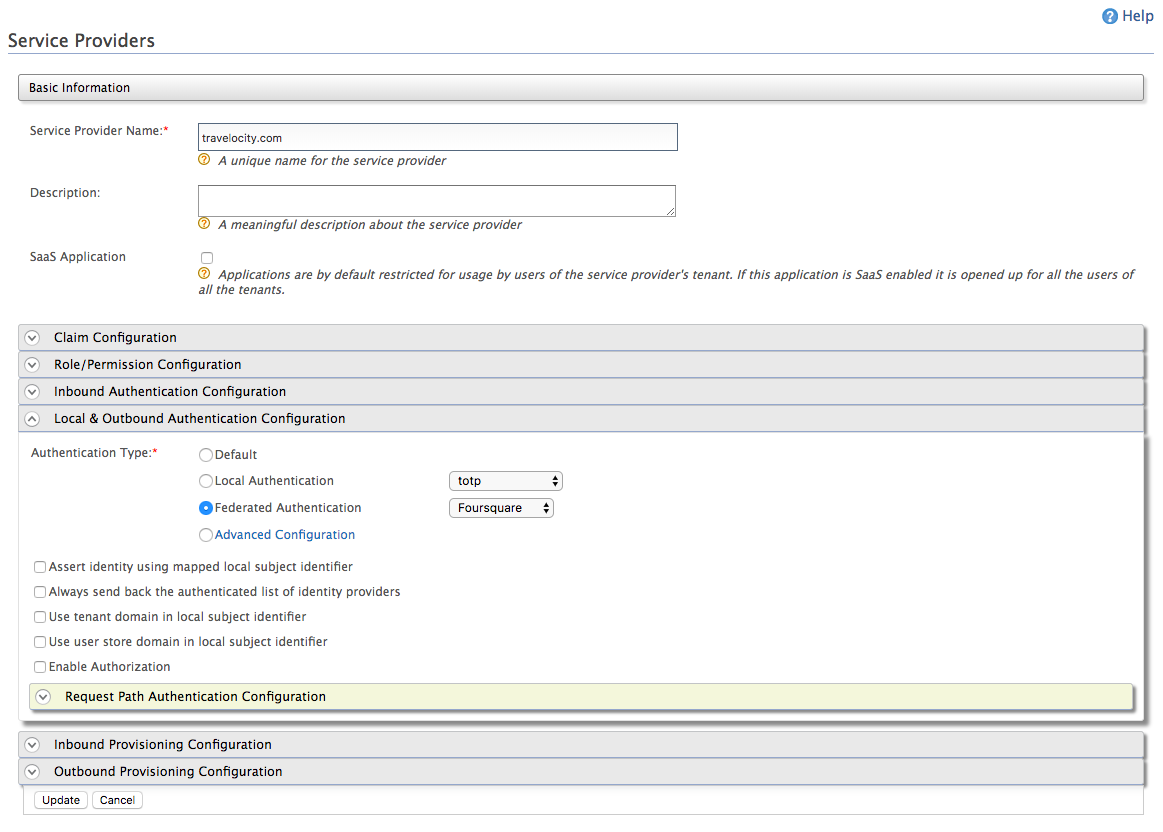 Help
Service Providers
Basic Information
Service Provider Name:*
travelocity.com
A unique name for the service provider
Description:
A meaningful description about the service provider
SaaS Application
Applications are by default restricted for usage by users of the service provider's tenant. If this application is SaaS enabled it is opened up for all the users of
all the tenants.
Claim Configuration
Role/Permission Configuration
Inbound Authentication Configuration
Local & Outbound Authentication Configuration
Authentication Type:*
Default
Local Authentication totp
Federated Authentication Foursquare
Advanced Configuration
Assert identity using mapped local subject identifier
Always send back the authenticated list of identity providers
Use tenant domain in local subject identifier
Use user store domain in local subject identifier
Enable Authorization
Request Path Authentication Configuration
Inbound Provisioning Configuration
Outbound Provisioning Configuration
Update Cancel